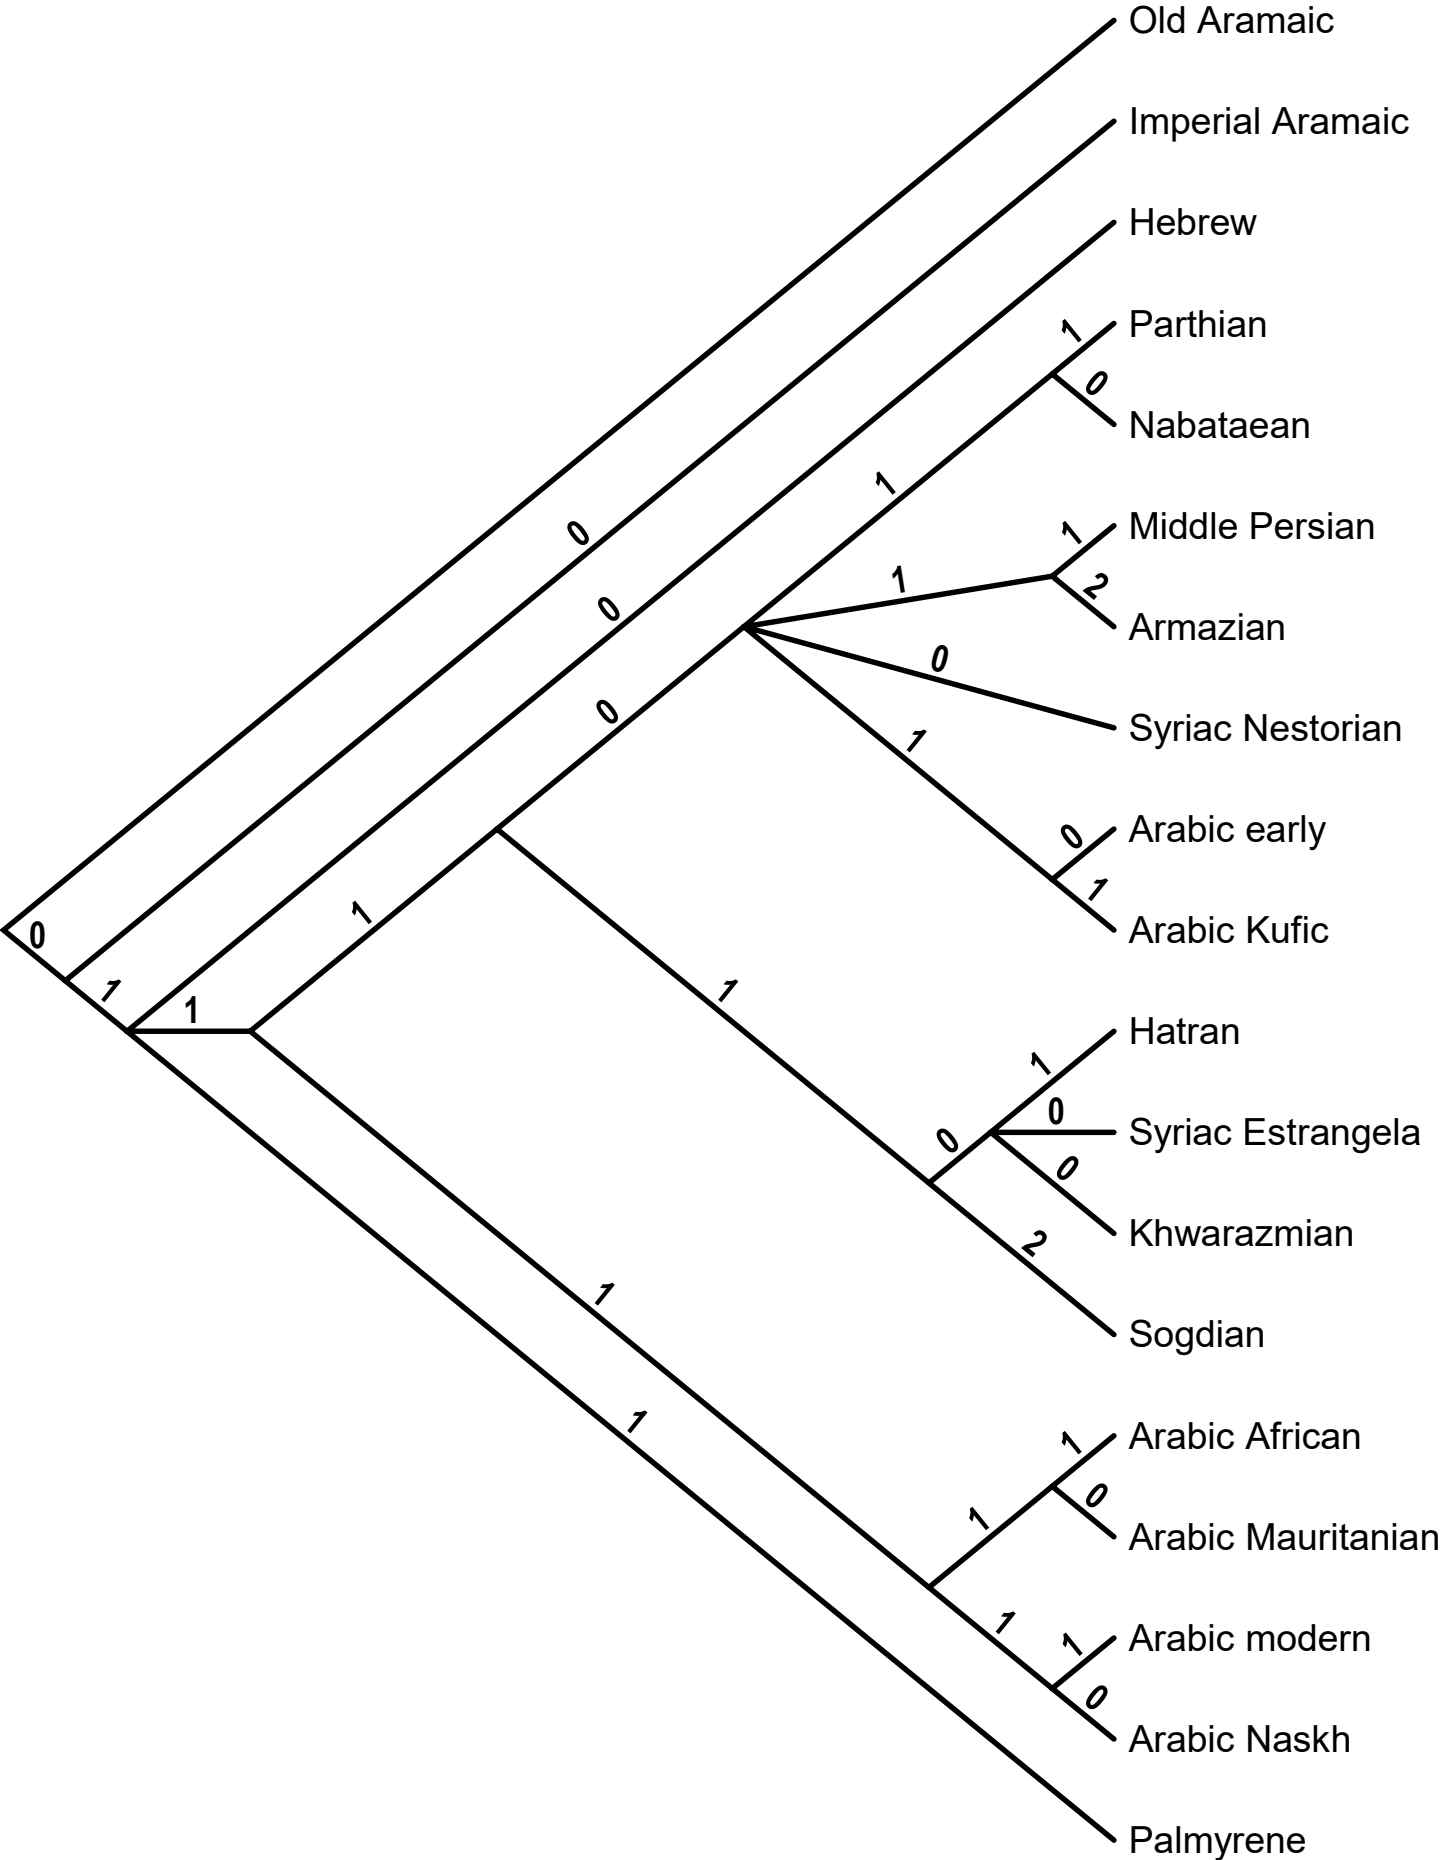 Old Aramaic
Imperial Aramaic
Hebrew
1 Parthian
0 Nabataean
1
0
1 Middle Persian
1
2 Armazian
0
0
0 Syriac Nestorian
1
0 Arabic early
1 Arabic Kufic
1
0
1
1
1
1 Hatran
0 Syriac Estrangela
0
0 Khwarazmian
2
Sogdian
1
1
1 Arabic African
0
1
Arabic Mauritanian
1
1 Arabic modern
0
Arabic Naskh
Palmyrene